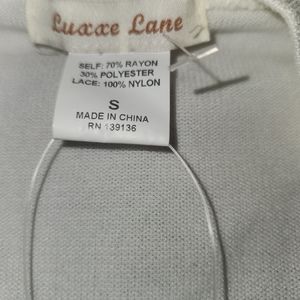 Luxxe Lane
SELF: 70% RAYON
30% POLYESTER
LACE: 100% NYLON
S
MADE IN CHINA
RN 139136